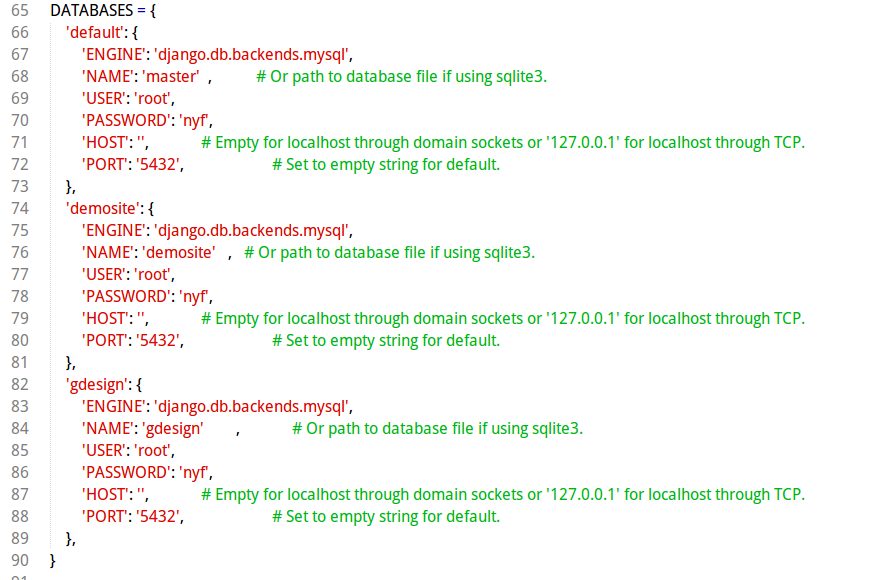 65 DATABASES = {
66 'default': {
67 'ENGINE': 'django.db.backends.mysql',
68 'NAME': 'master' , # Or path to database file if using sqlite3.
69 'USER': 'root',
70 'PASSWORD': 'nyf',
71 'HOST': '', # Empty for localhost through domain sockets or '127.0.0.1' for localhost through TCP.
72 'PORT': '5432', # Set to empty string for default.
73 },
74 'demosite': {
75 'ENGINE': 'django.db.backends.mysql',
76 'NAME': 'demosite' , # Or path to database file if using sqlite3.
77 'USER': 'root',
78 'PASSWORD': 'nyf',
79 'HOST': '', # Empty for localhost through domain sockets or '127.0.0.1' for localhost through TCP.
80 'PORT': '5432', # Set to empty string for default.
81 },
82 'gdesign': {
83 'ENGINE': 'django.db.backends.mysql',
84 'NAME': 'gdesign' , # Or path to database file if using sqlite3.
85 'USER': 'root',
86 'PASSWORD': 'nyf',
87 'HOST': '', # Empty for localhost through domain sockets or '127.0.0.1' for localhost through TCP.
88 'PORT': '5432', # Set to empty string for default.
89 },
90 }